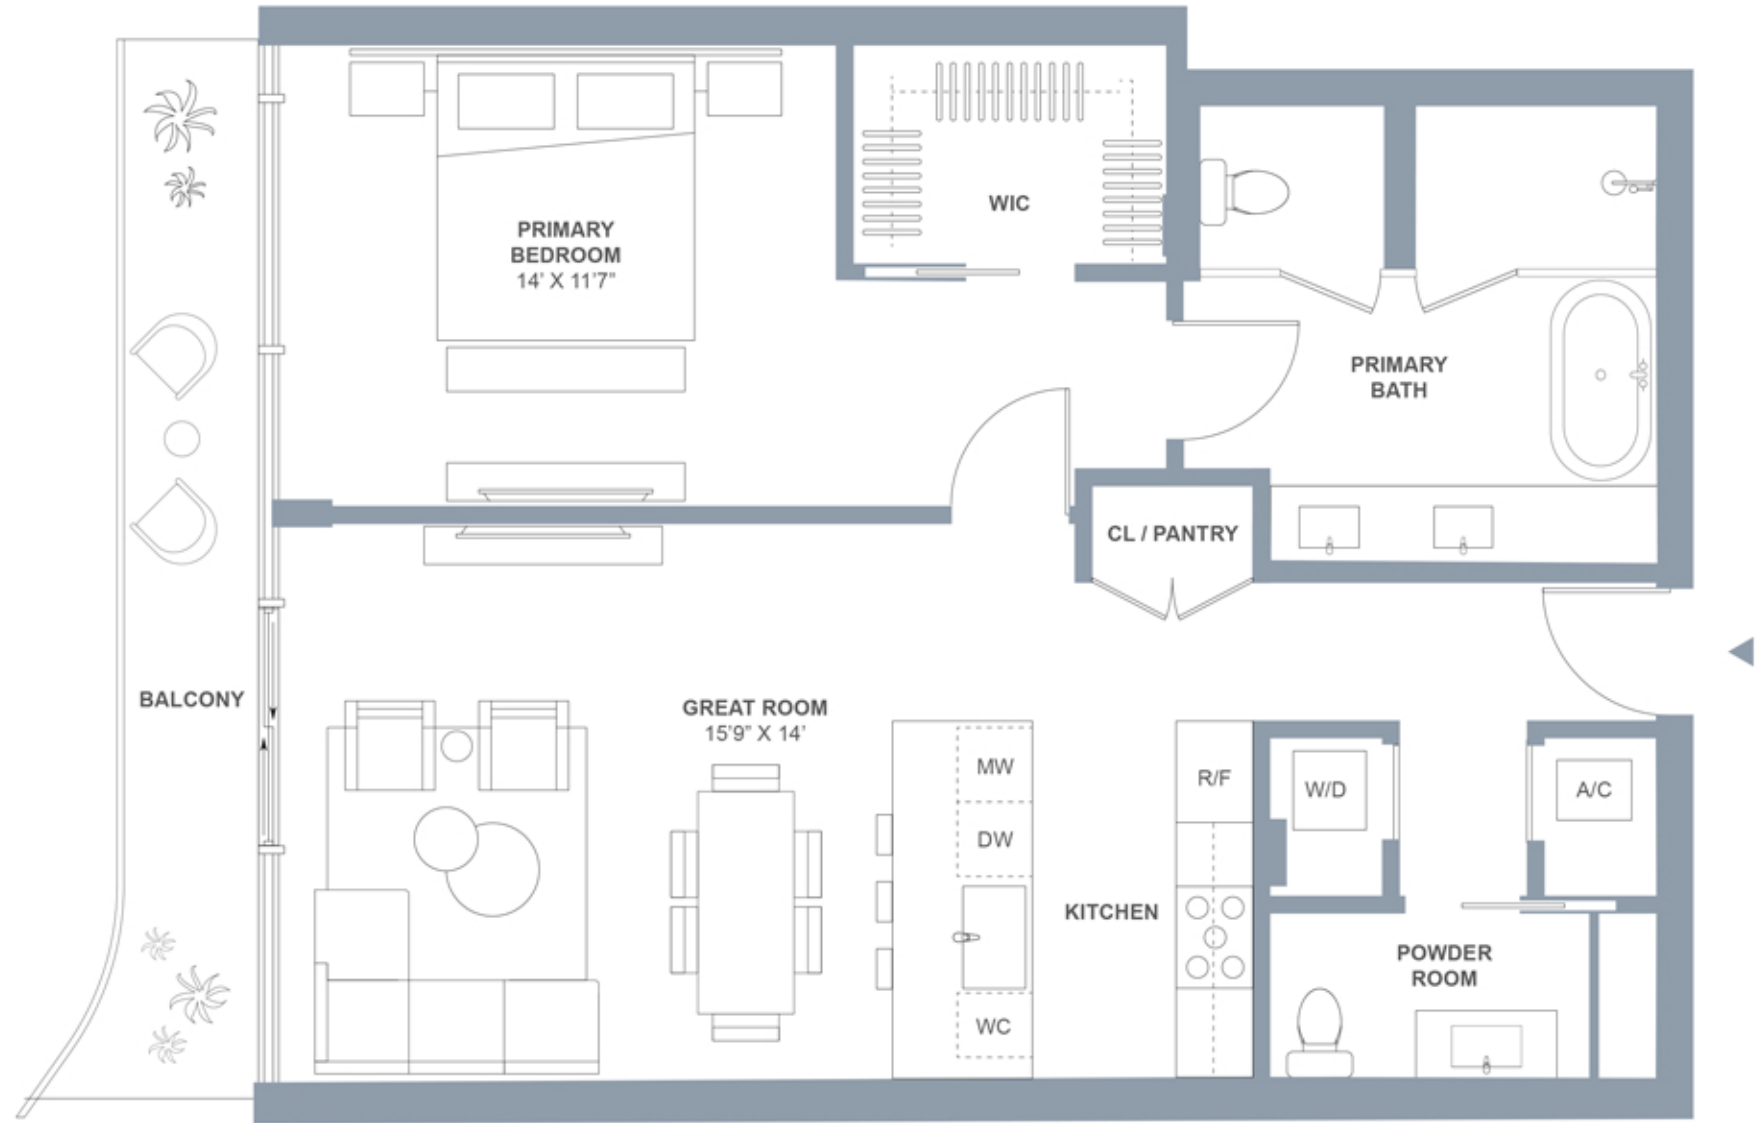 PRIMARY
BEDROOM
14' X 11'7"
WIC
PRIMARY
BATH
CL / PANTRY
BALCONY
GREAT ROOM
15'9" X 14'
MW
DW
WC
KITCHEN
R/F
W/D
A/C
POWDER
ROOM